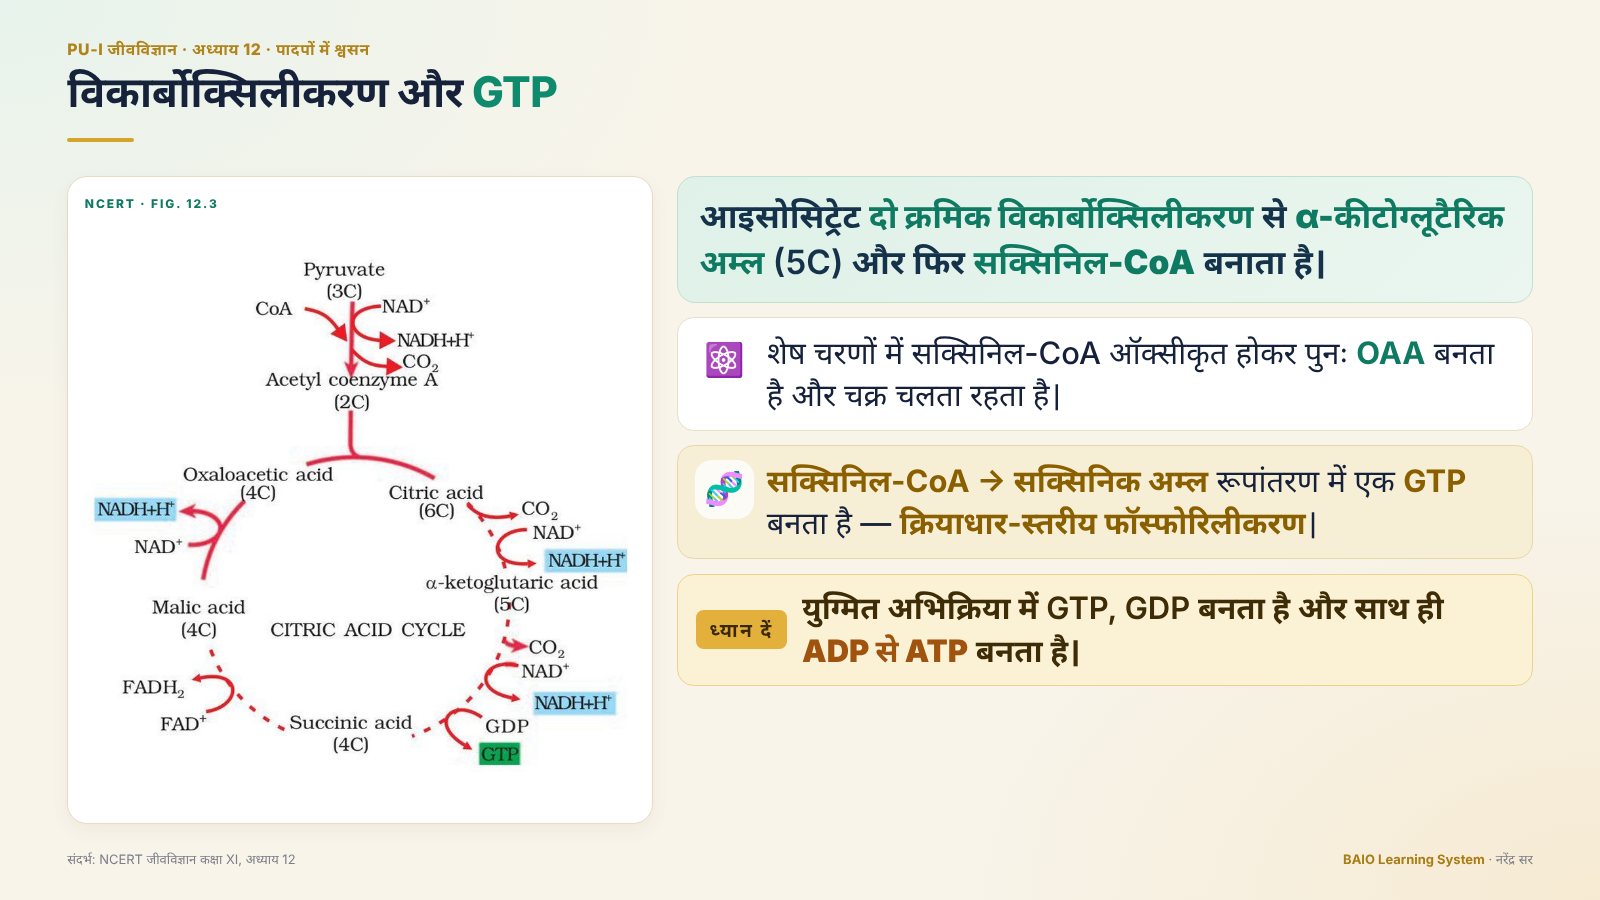 PU-I जीवविज्ञान · अध्याय 12 · पादपों में श्वसन
विकार्बोक्सिलीकरण और GTP
NCERT · FIG. 12.3
Pyruvate
(3C)
CoA
NAD⁺
NADH+H⁺
CO₂
Acetyl coenzyme A
(2C)
Oxaloacetic acid
(4C)
Citric acid
(6C)
NADH+H⁺
NAD⁺
CO₂
NAD⁺
NADH+H⁺
α-ketoglutaric acid
(5C)
Malic acid
(4C)
CITRIC ACID CYCLE
CO₂
NAD⁺
NADH+H⁺
FADH₂
FAD⁺
Succinic acid
(4C)
GDP
GTP
आइसोसिट्रेट दो क्रमिक विकार्बोक्सिलीकरण से α-कीटोग्लूटैरिक
अम्ल (5C) और फिर सक्सिनिल-CoA बनाता है|
शेष चरणों में सक्सिनिल-CoA ऑक्सीकृत होकर पुनः OAA बनता
है और चक्र चलता रहता है|
सक्सिनिल-CoA → सक्सिनिक अम्ल रूपांतरण में एक GTP
बनता है — क्रियाधार-स्तरीय फॉस्फोरिलीकरण|
ध्यान दें
युग्मित अभिक्रिया में GTP, GDP बनता है और साथ ही
ADP से ATP बनता है|
संदर्भ: NCERT जीवविज्ञान कक्षा XI, अध्याय 12
BAIO Learning System · नरेंद्र सर